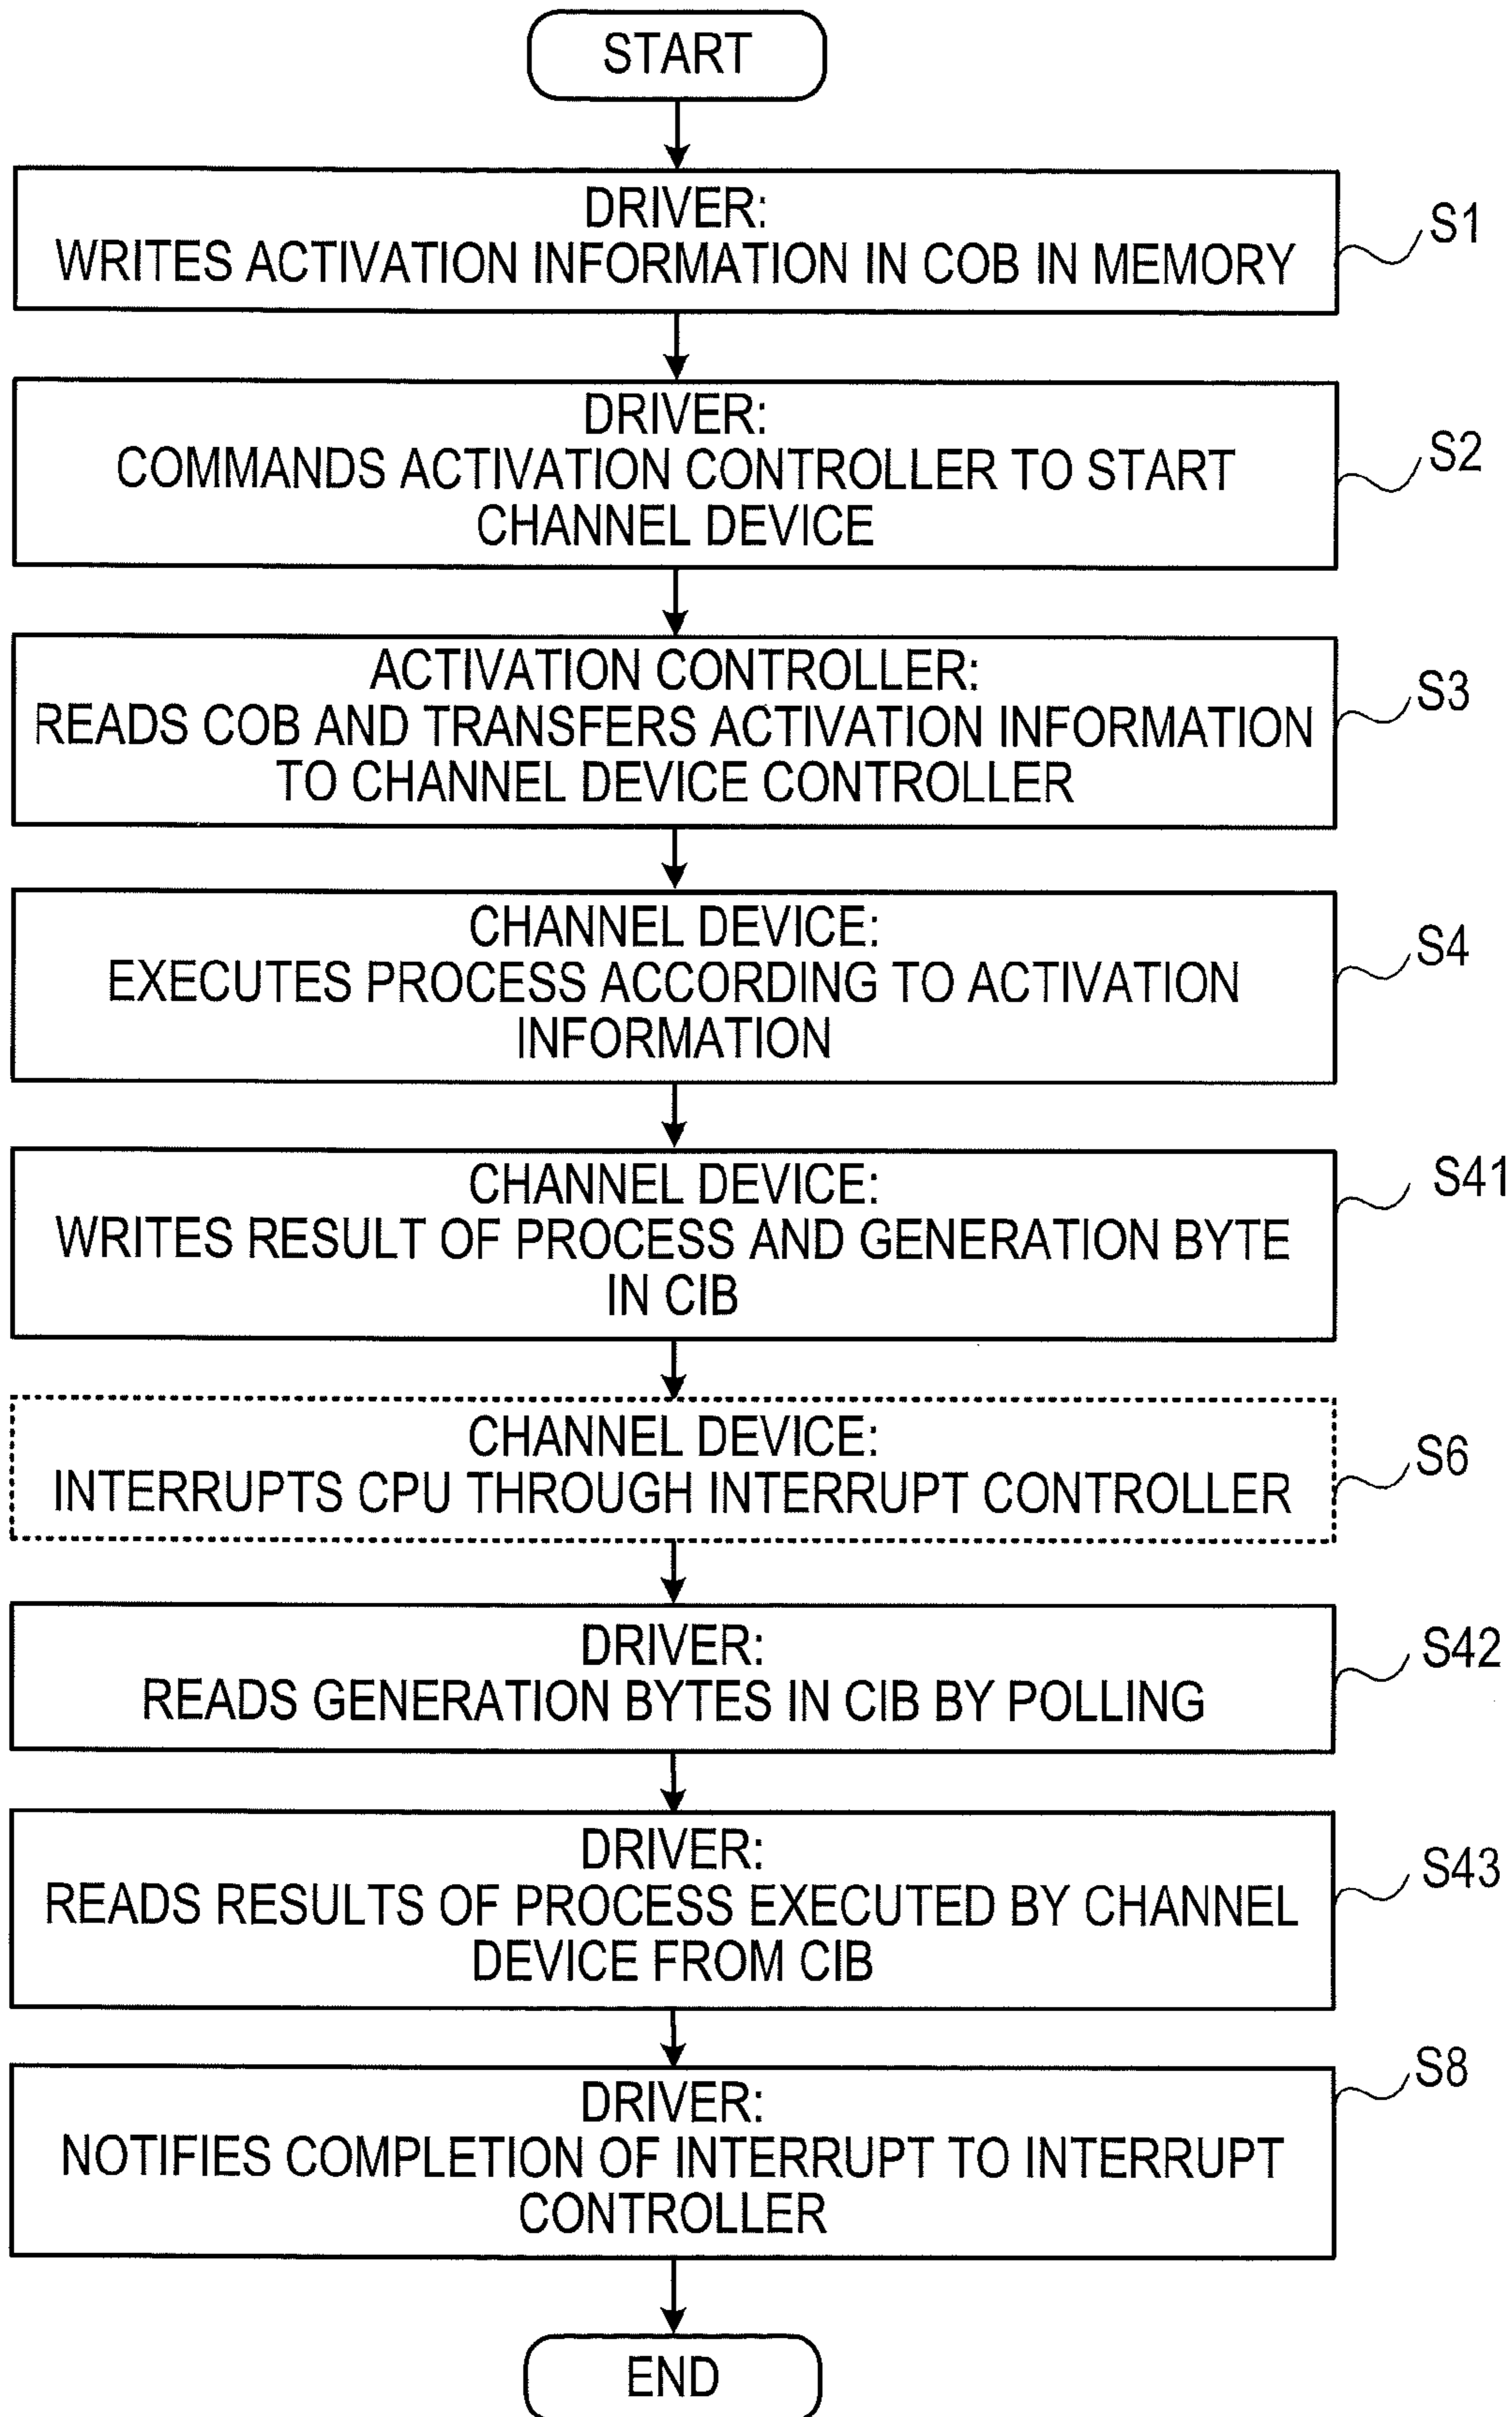 START
DRIVER:
WRITES ACTIVATION INFORMATION IN COB IN MEMORY
S1
DRIVER:
COMMANDS ACTIVATION CONTROLLER TO START
CHANNEL DEVICE
S2
ACTIVATION CONTROLLER:
READS COB AND TRANSFERS ACTIVATION INFORMATION
TO CHANNEL DEVICE CONTROLLER
S3
CHANNEL DEVICE:
EXECUTES PROCESS ACCORDING TO ACTIVATION
INFORMATION
S4
CHANNEL DEVICE:
WRITES RESULT OF PROCESS AND GENERATION BYTE
IN CIB
S41
CHANNEL DEVICE:
INTERRUPTS CPU THROUGH INTERRUPT CONTROLLER
S6
DRIVER:
READS GENERATION BYTES IN CIB BY POLLING
S42
DRIVER:
READS RESULTS OF PROCESS EXECUTED BY CHANNEL
DEVICE FROM CIB
S43
DRIVER:
NOTIFIES COMPLETION OF INTERRUPT TO INTERRUPT
CONTROLLER
S8
END